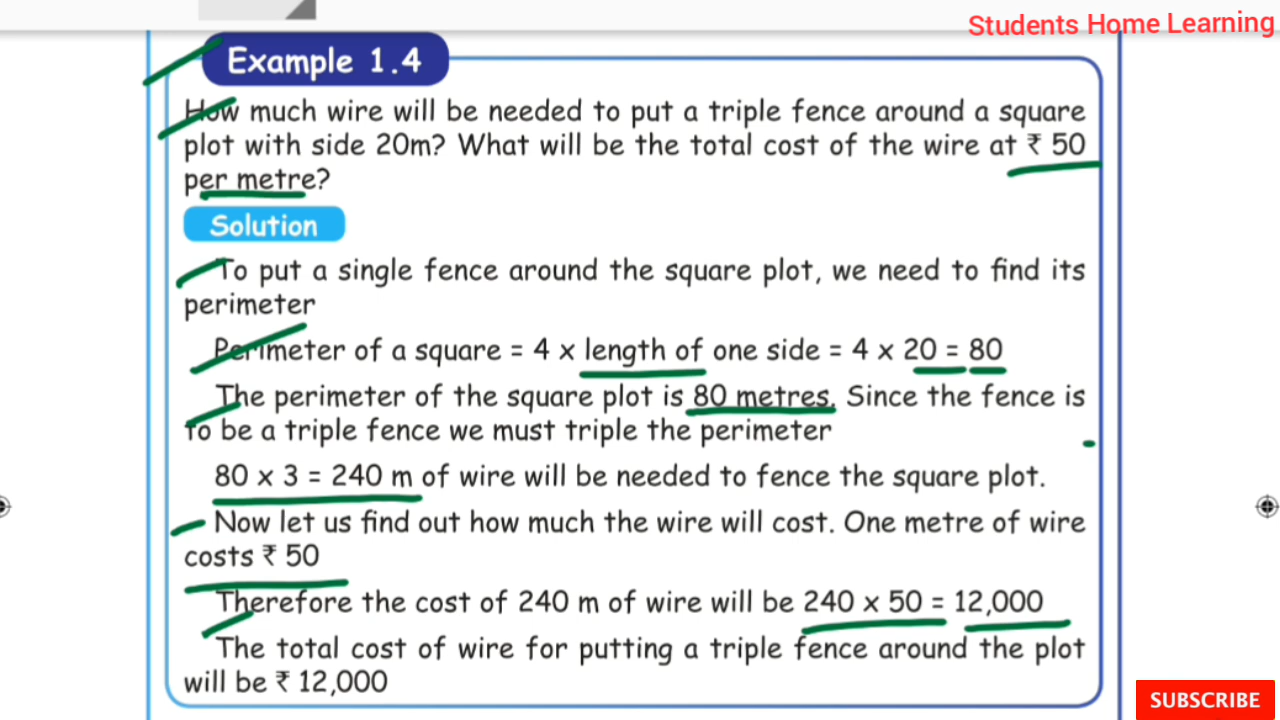 Students Home Learning
Example 1.4
How much wire will be needed to put a triple fence around a square
plot with side 20m? What will be the total cost of the wire at ₹ 50
per metre?
Solution
To put a single fence around the square plot, we need to find its
perimeter
Perimeter of a square = 4 x length of one side = 4 x 20 = 80
The perimeter of the square plot is 80 metres. Since the fence is
to be a triple fence we must triple the perimeter
80 x 3 = 240 m of wire will be needed to fence the square plot.
Now let us find out how much the wire will cost. One metre of wire
costs ₹ 50
Therefore the cost of 240 m of wire will be 240 x 50 = 12,000
The total cost of wire for putting a triple fence around the plot
will be ₹ 12,000
SUBSCRIBE